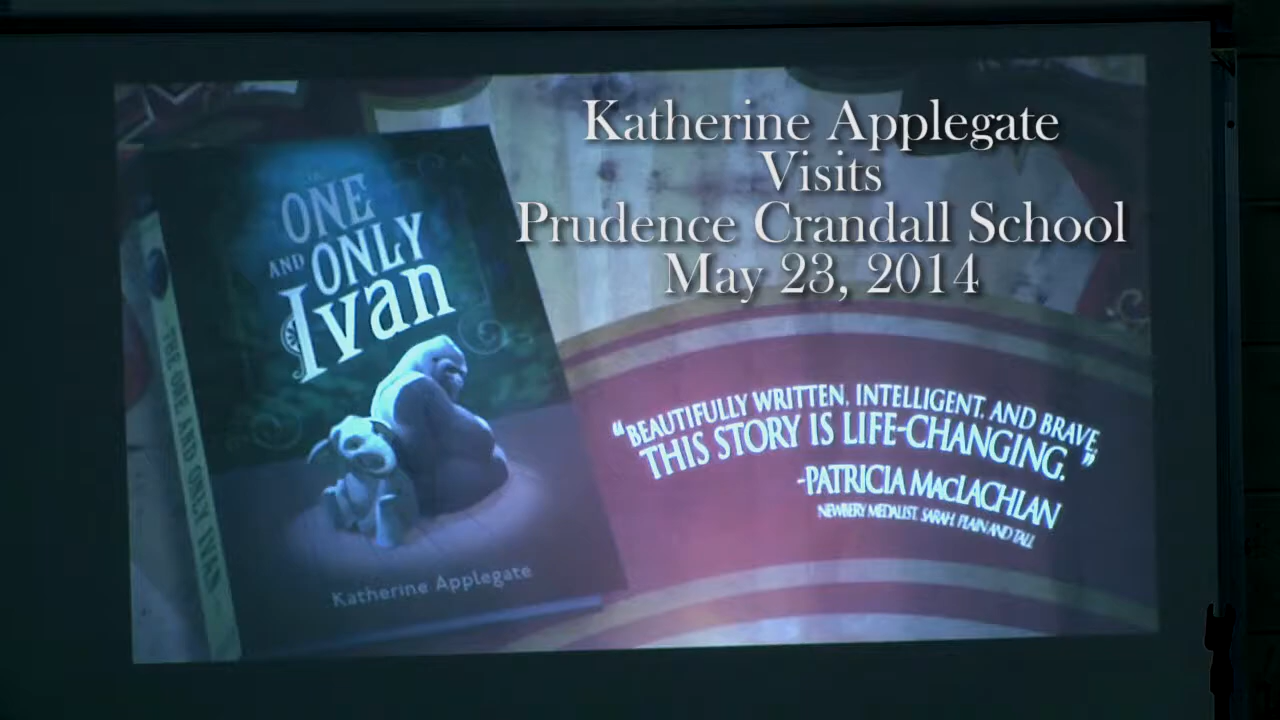 Katherine Applegate
Visits
Prudence Crandall School
May 23, 2014
ONE
AND ONLY
Ivan
Katherine Applegate
THE ONE AND ONLY IVAN
“BEAUTIFULLY WRITTEN, INTELLIGENT, AND BRAVE,
THIS STORY IS LIFE-CHANGING.”
-PATRICIA MACLACHLAN
NEWBERY MEDALIST, SARAH, PLAIN AND TALL